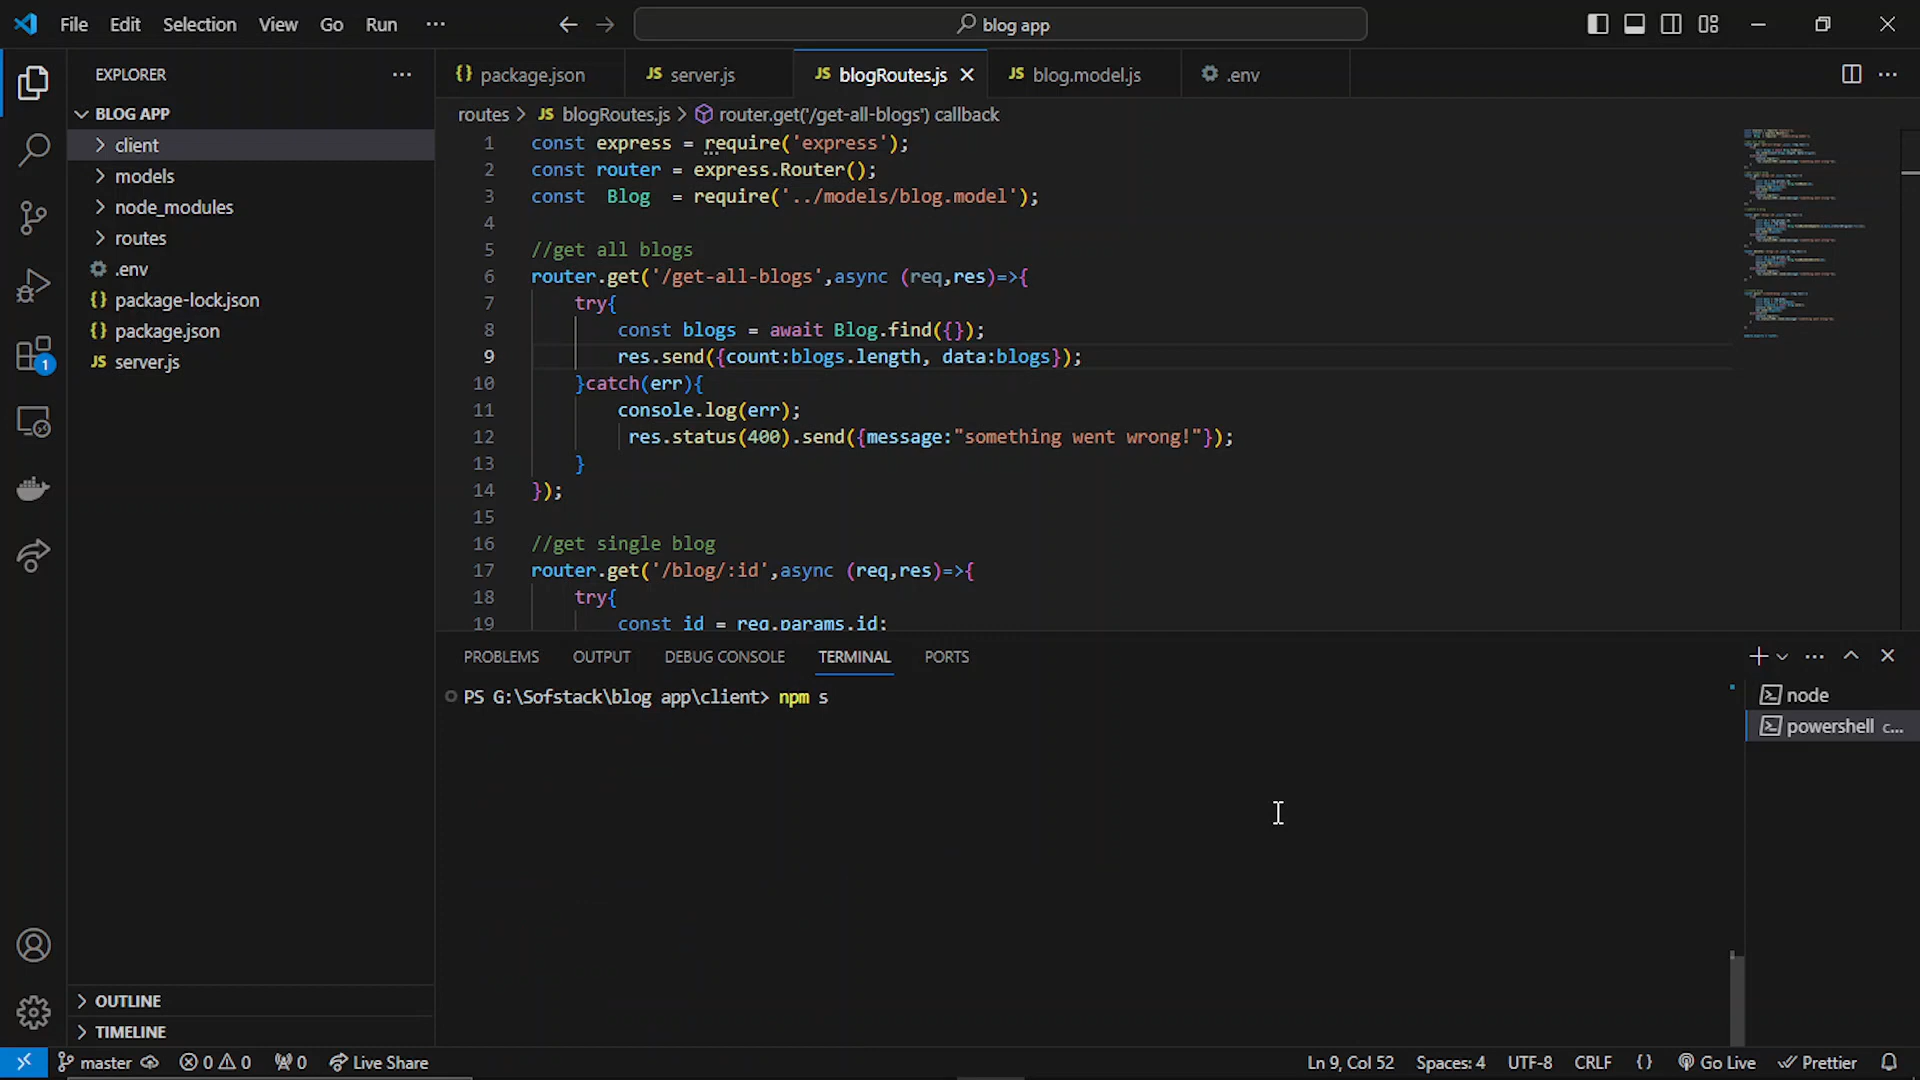 File Edit Selection View Go Run ···
blog app
EXPLORER ···
BLOG APP
client
models
node_modules
routes
.env
{} package-lock.json
{} package.json
JS server.js
OUTLINE
TIMELINE
1
{} package.json JS server.js JS blogRoutes.js JS blog.model.js .env ···
routes > JS blogRoutes.js > router.get('/get-all-blogs') callback
1 const express = require('express');
2 const router = express.Router();
3 const  Blog  = require('../models/blog.model');
4
5 //get all blogs
6 router.get('/get-all-blogs',async (req,res)=>{
7 try{
8 const blogs = await Blog.find({});
9 res.send({count:blogs.length, data:blogs});
10 }catch(err){
11 console.log(err);
12 res.status(400).send({message:"something went wrong!"});
13 }
14 });
15
16 //get single blog
17 router.get('/blog/:id',async (req,res)=>{
18 try{
19 const id = req.params.id;
PROBLEMS OUTPUT DEBUG CONSOLE TERMINAL PORTS ···
PS G:\Sofstack\blog app\client> npm s
node
powershell c...
master 0 0 0 Live Share Ln 9, Col 52 Spaces: 4 UTF-8 CRLF {} Go Live Prettier